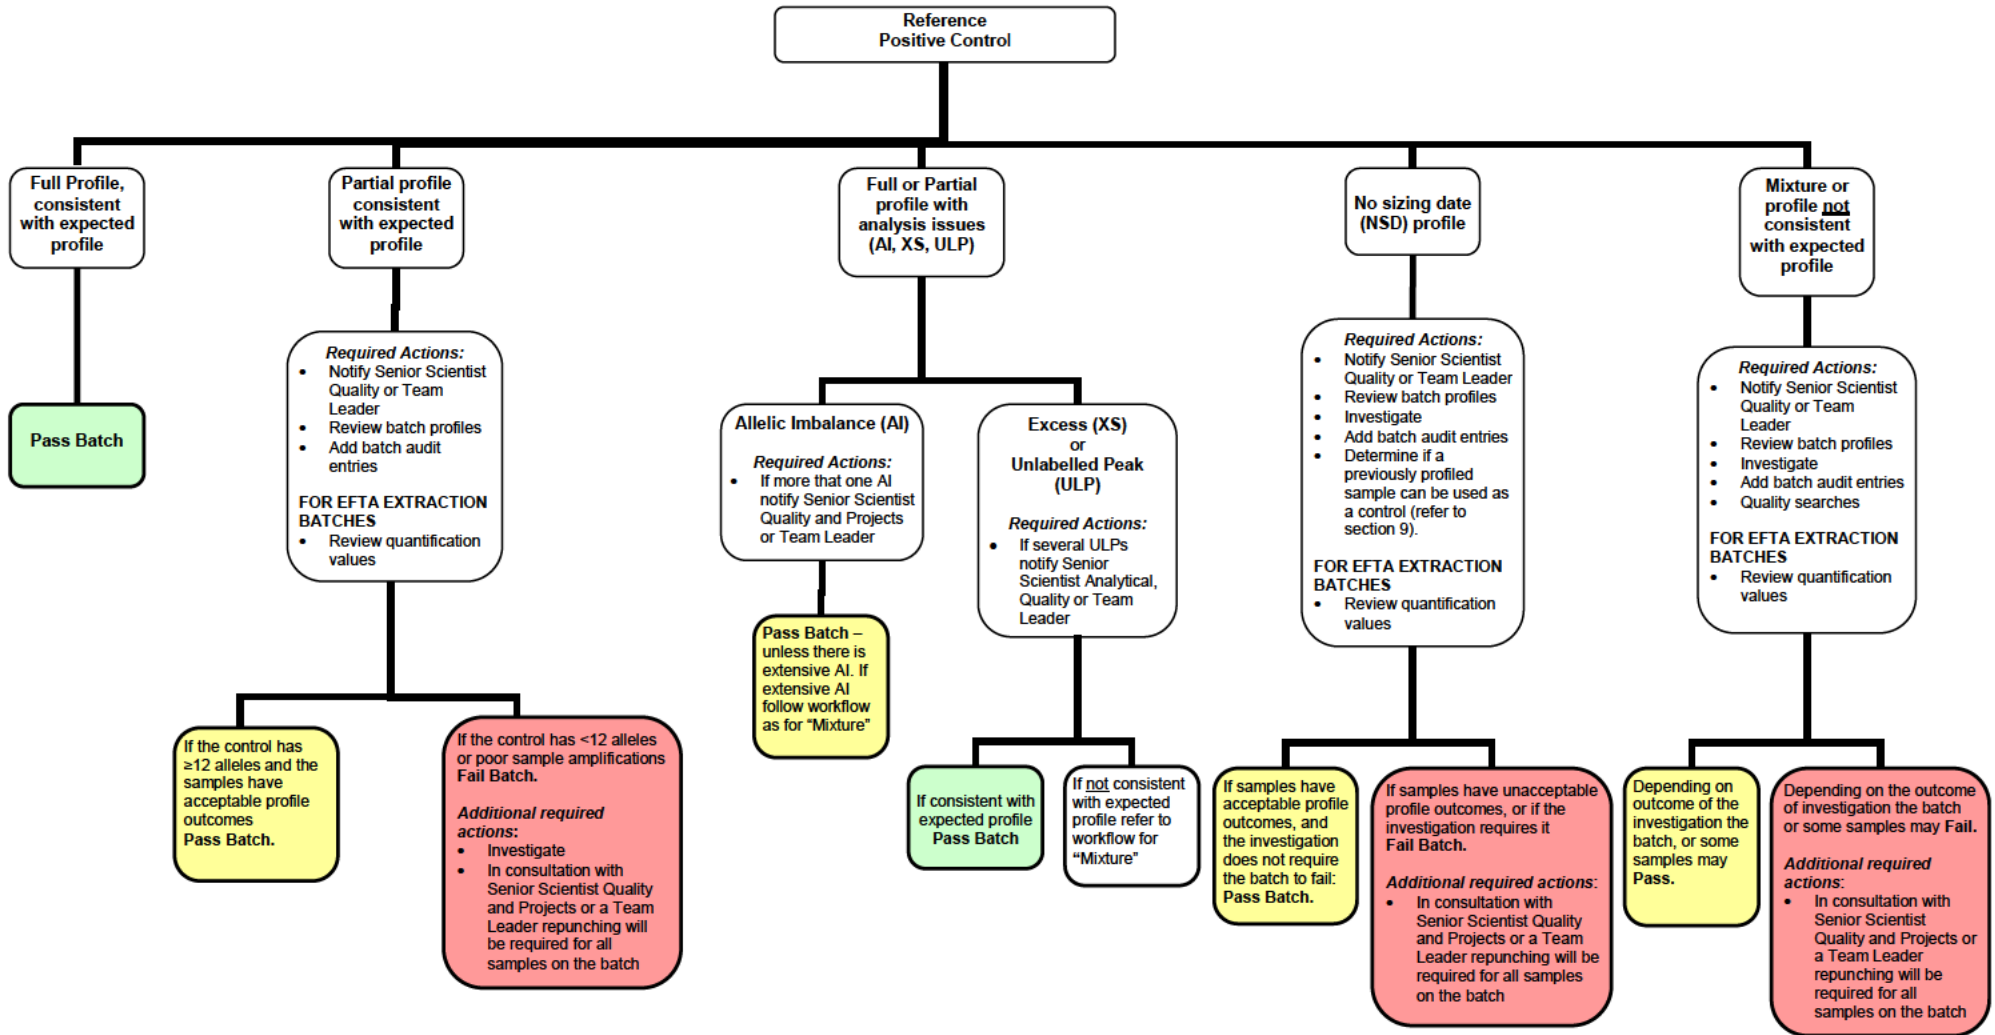 Reference
Positive Control
Full Profile,
consistent
with expected
profile
Pass Batch
Partial profile
consistent
with expected
profile
Required Actions:
• Notify Senior Scientist
Quality or Team
Leader
• Review batch profiles
• Add batch audit
entries
FOR EFTA EXTRACTION
BATCHES
• Review quantification
values
If the control has
≥12 alleles and the
samples have
acceptable profile
outcomes
Pass Batch.
If the control has <12 alleles
or poor sample amplifications
Fail Batch.
Additional required
actions:
• Investigate
• In consultation with
Senior Scientist Quality
and Projects or a Team
Leader repunching will
be required for all
samples on the batch
Full or Partial
profile with
analysis issues
(AI, XS, ULP)
Allelic Imbalance (AI)
Required Actions:
• If more that one AI
notify Senior Scientist
Quality and Projects
or Team Leader
Pass Batch –
unless there is
extensive AI. If
extensive AI
follow workflow
as for “Mixture”
Excess (XS)
or
Unlabelled Peak
(ULP)
Required Actions:
• If several ULPs
notify Senior
Scientist Analytical,
Quality or Team
Leader
If consistent with
expected profile
Pass Batch
If not consistent
with expected
profile refer to
workflow for
“Mixture”
No sizing date
(NSD) profile
Required Actions:
• Notify Senior Scientist
Quality or Team Leader
• Review batch profiles
• Investigate
• Add batch audit entries
• Determine if a
previously profiled
sample can be used as
a control (refer to
section 9).
FOR EFTA EXTRACTION
BATCHES
• Review quantification
values
If samples have
acceptable profile
outcomes, and
the investigation
does not require
the batch to fail:
Pass Batch.
If samples have unacceptable
profile outcomes, or if the
investigation requires it
Fail Batch.
Additional required actions:
• In consultation with
Senior Scientist Quality
and Projects or a Team
Leader repunching will be
required for all samples
on the batch
Mixture or
profile not
consistent
with expected
profile
Required Actions:
• Notify Senior Scientist
Quality or Team
Leader
• Review batch profiles
• Investigate
• Add batch audit entries
• Quality searches
FOR EFTA EXTRACTION
BATCHES
• Review quantification
values
Depending on
outcome of the
investigation the
batch, or some
samples may
Pass.
Depending on the outcome
of investigation the batch
or some samples may Fail.
Additional required
actions:
• In consultation with
Senior Scientist
Quality and Projects or
a Team Leader
repunching will be
required for all
samples on the batch